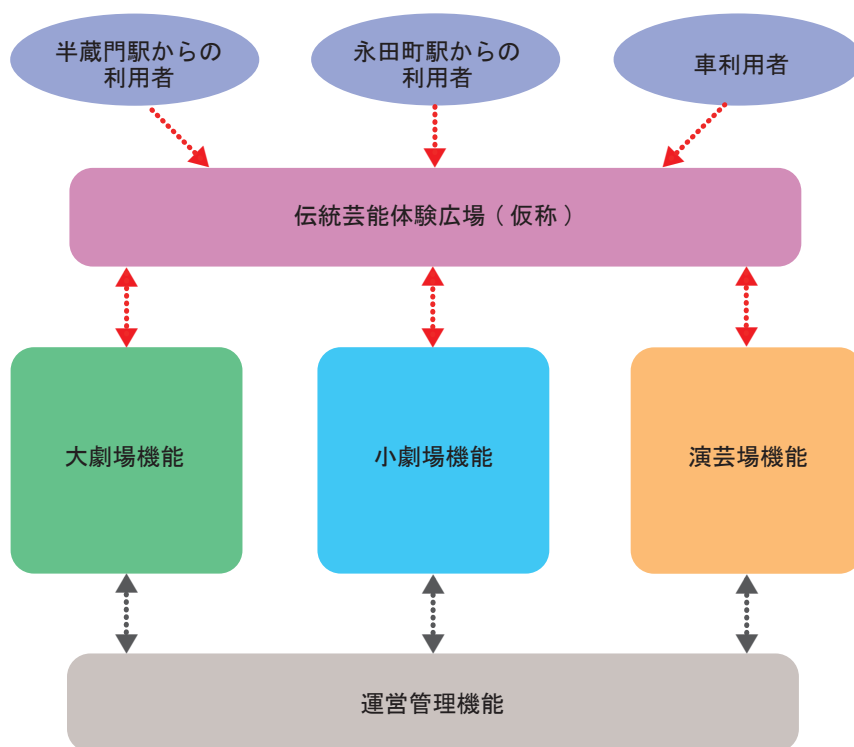 半蔵門駅からの
利用者
永田町駅からの
利用者
車利用者
伝統芸能体験広場（仮称）
大劇場機能
小劇場機能
演芸場機能
運営管理機能